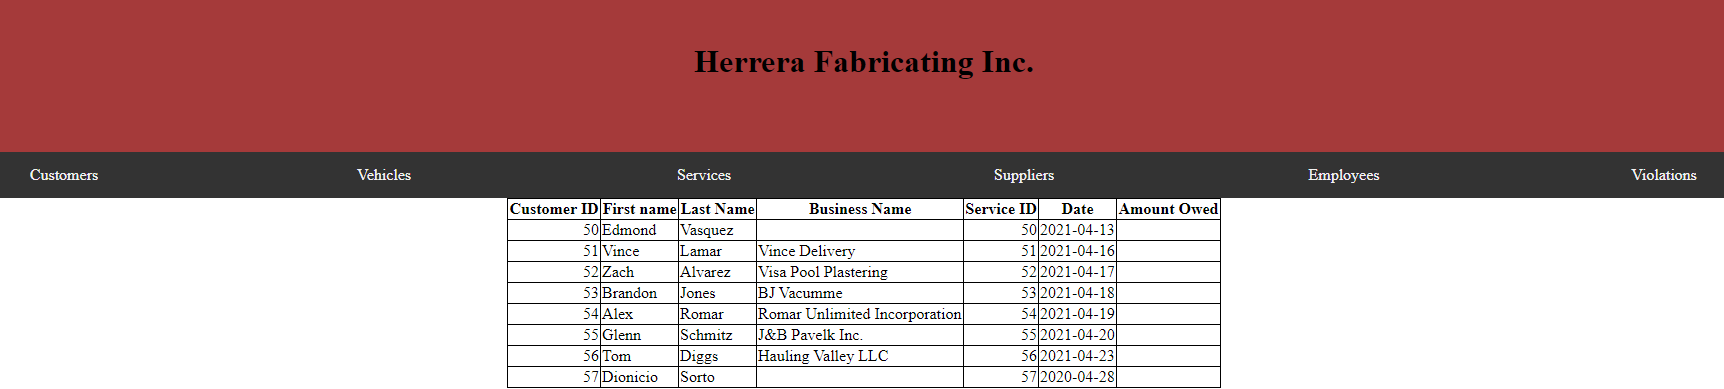 Herrera Fabricating Inc.
Customers Vehicles Services Suppliers Employees Violations
Customer ID First name Last Name Business Name Service ID Date Amount Owed
50 Edmond Vasquez 50 2021-04-13
51 Vince Lamar Vince Delivery 51 2021-04-16
52 Zach Alvarez Visa Pool Plastering 52 2021-04-17
53 Brandon Jones BJ Vacumme 53 2021-04-18
54 Alex Romar Romar Unlimited Incorporation 54 2021-04-19
55 Glenn Schmitz J&B Pavelk Inc. 55 2021-04-20
56 Tom Diggs Hauling Valley LLC 56 2021-04-23
57 Dionicio Sorto 57 2020-04-28